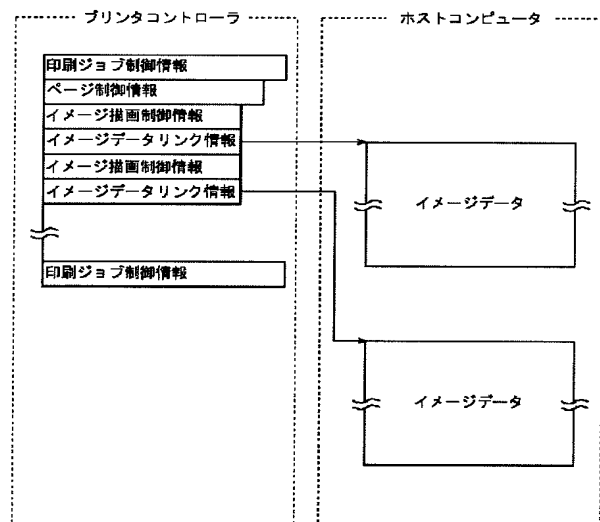 プリンタコントローラ
印刷ジョブ制御情報
ページ制御情報
イメージ描画制御情報
イメージデータリンク情報
イメージ描画制御情報
イメージデータリンク情報
印刷ジョブ制御情報
ホストコンピュータ
イメージデータ
イメージデータ